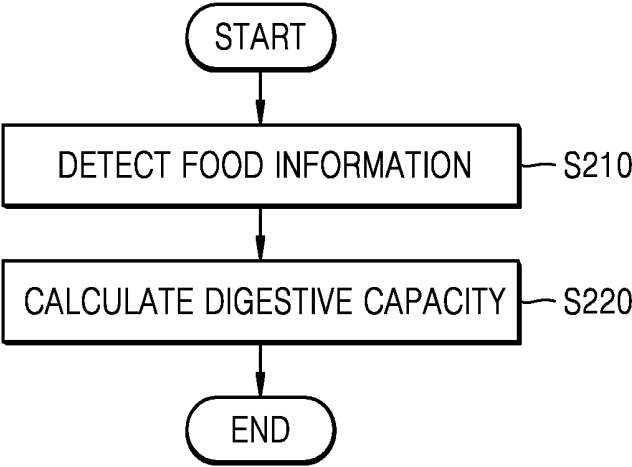 START
DETECT FOOD INFORMATION
S210
CALCULATE DIGESTIVE CAPACITY
S220
END